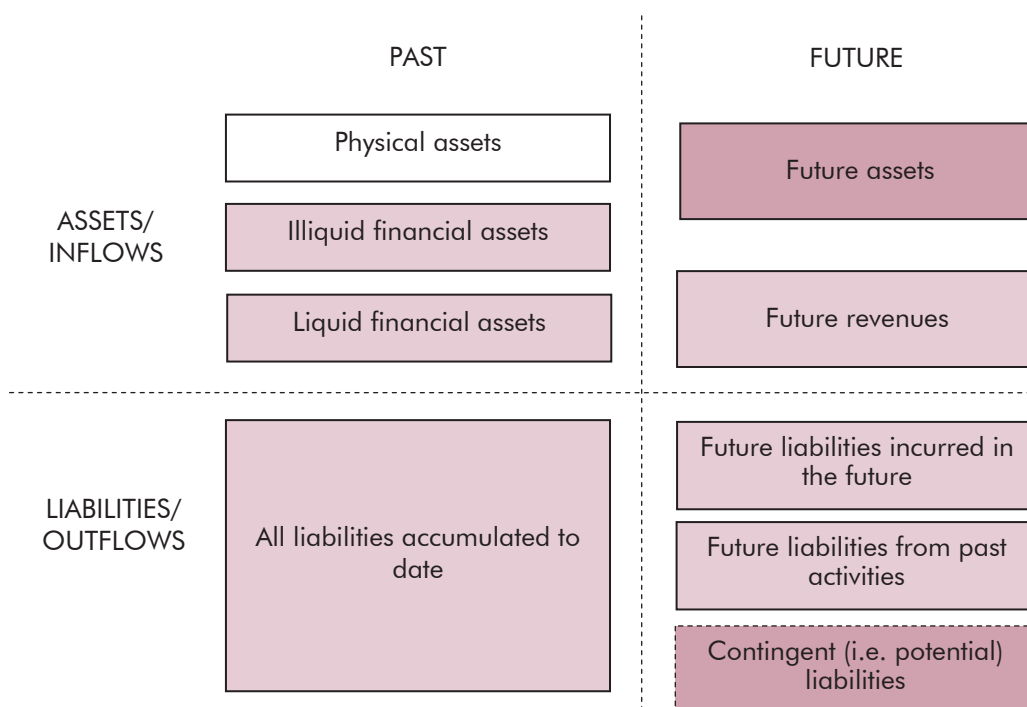 PAST
FUTURE
ASSETS/
INFLOWS
Physical assets
Illiquid financial assets
Liquid financial assets
Future assets
Future revenues
LIABILITIES/
OUTFLOWS
All liabilities accumulated to
date
Future liabilities incurred in
the future
Future liabilities from past
activities
Contingent (i.e. potential)
liabilities